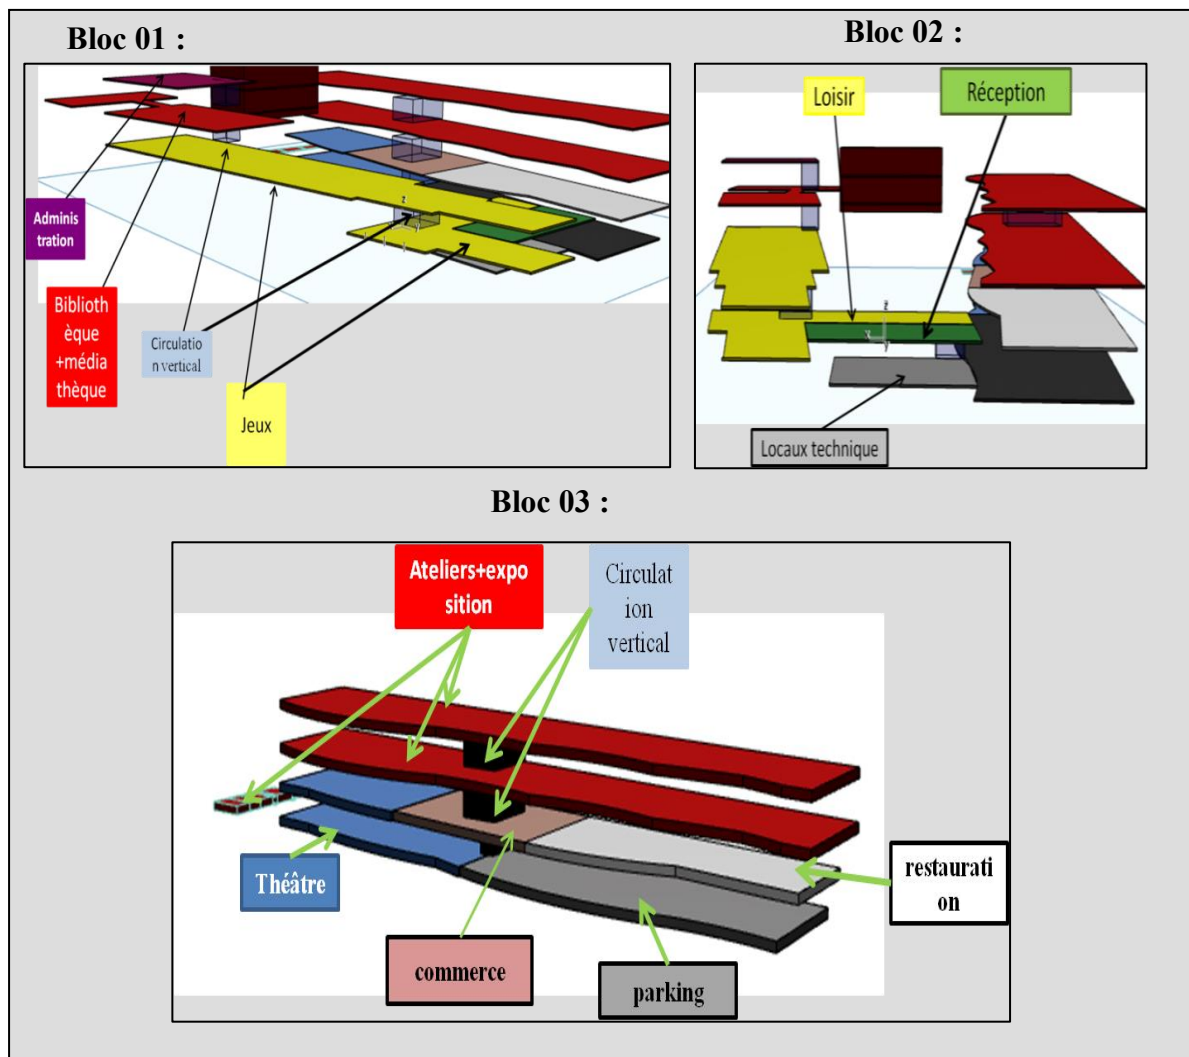 Bloc 01 :
Adminis
tration
Biblioth
èque
+média
thèque
Circulatio
n vertical
Jeux
z
Bloc 02 :
Loisir
Réception
z
Locaux technique
Bloc 03 :
Ateliers+expo
sition
Circulat
ion
vertical
Théâtre
commerce
parking
restaurati
on